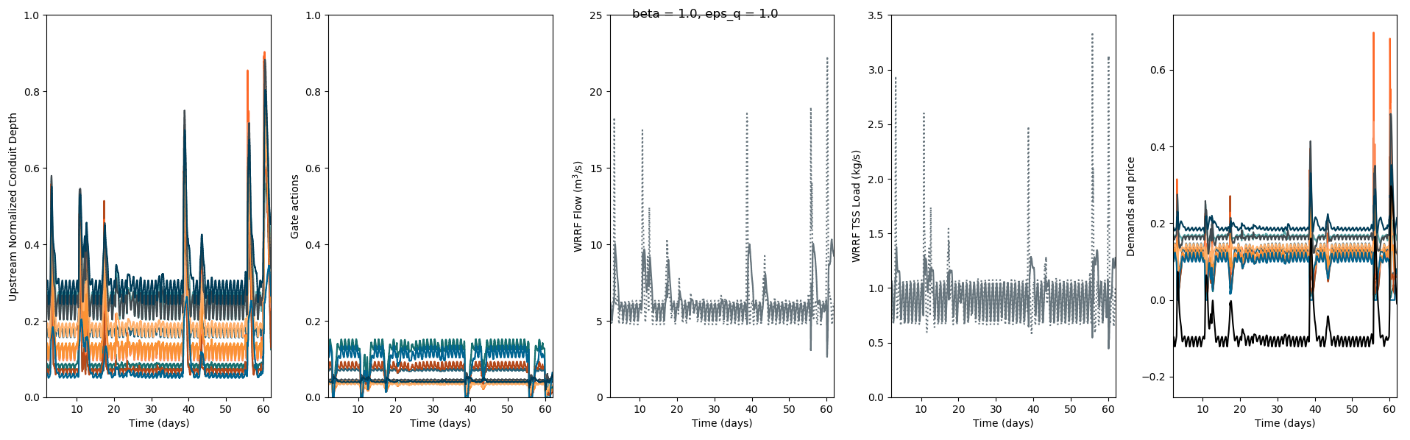 beta = 1.0, eps_q = 1.0
Upstream Normalized Conduit Depth
1.0
0.8
0.6
0.4
0.2
0.0
10 20 30 40 50 60
Time (days)
Gate actions
1.0
0.8
0.6
0.4
0.2
0.0
10 20 30 40 50 60
Time (days)
WRRF Flow (m³/s)
25
20
15
10
5
0
10 20 30 40 50 60
Time (days)
WRRF TSS Load (kg/s)
3.5
3.0
2.5
2.0
1.5
1.0
0.5
0.0
10 20 30 40 50 60
Time (days)
Demands and price
0.6
0.4
0.2
0.0
−0.2
10 20 30 40 50 60
Time (days)